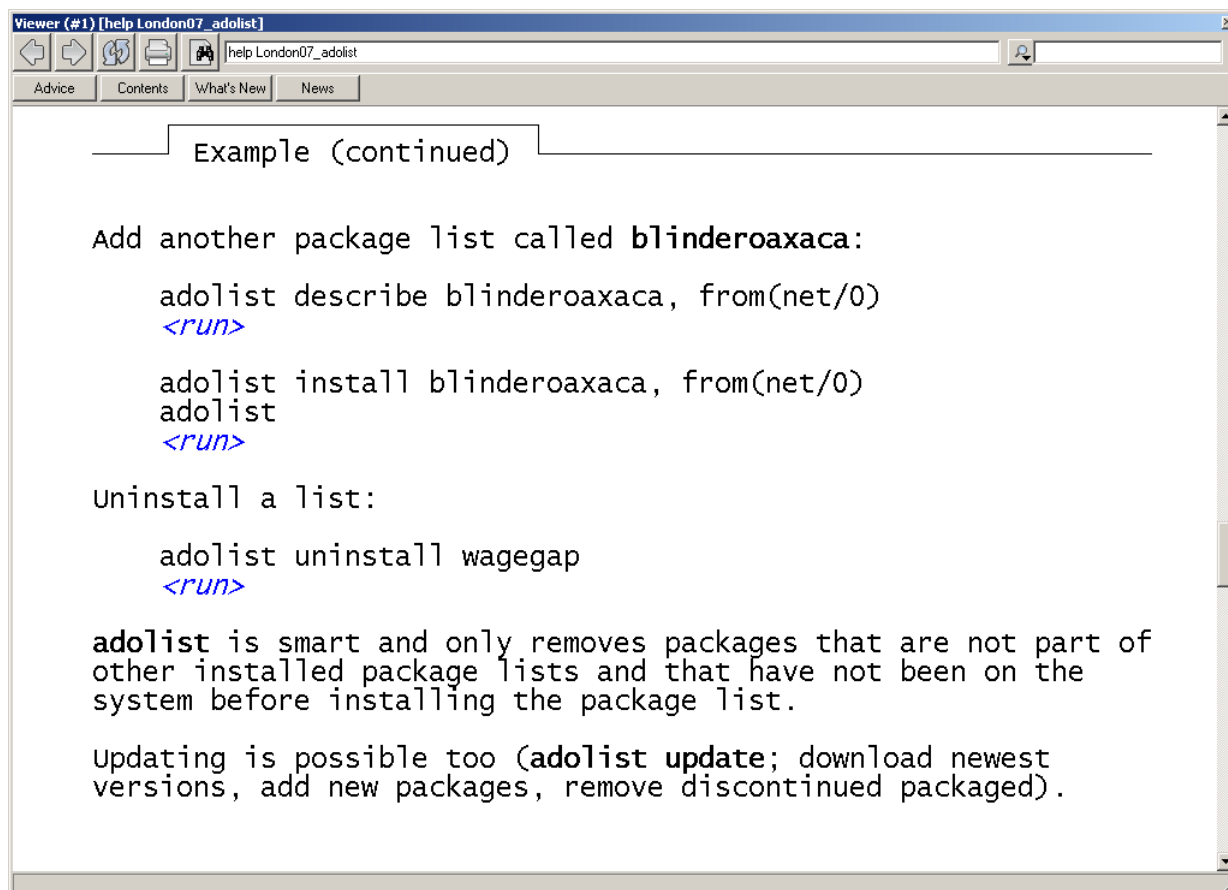 Viewer (#1) [help London07_adolist]
help London07_adolist
Advice Contents What's New News
Example (continued)
Add another package list called blinderoaxaca:
adolist describe blinderoaxaca, from(net/0)
<run>
adolist install blinderoaxaca, from(net/0)
adolist
<run>
Uninstall a list:
adolist uninstall wagegap
<run>
adolist is smart and only removes packages that are not part of
other installed package lists and that have not been on the
system before installing the package list.
Updating is possible too (adolist update; download newest
versions, add new packages, remove discontinued packaged).